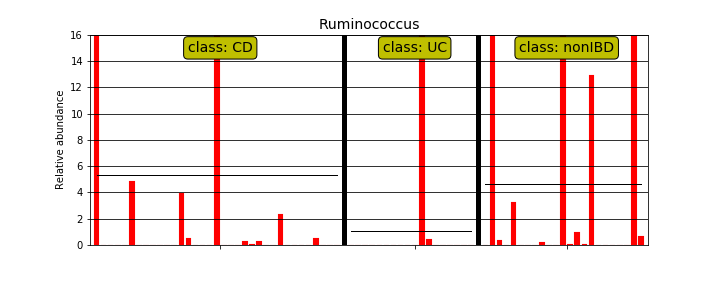 Ruminococcus
class: CD
class: UC
class: nonIBD
Relative abundance
16
14
12
10
8
6
4
2
0